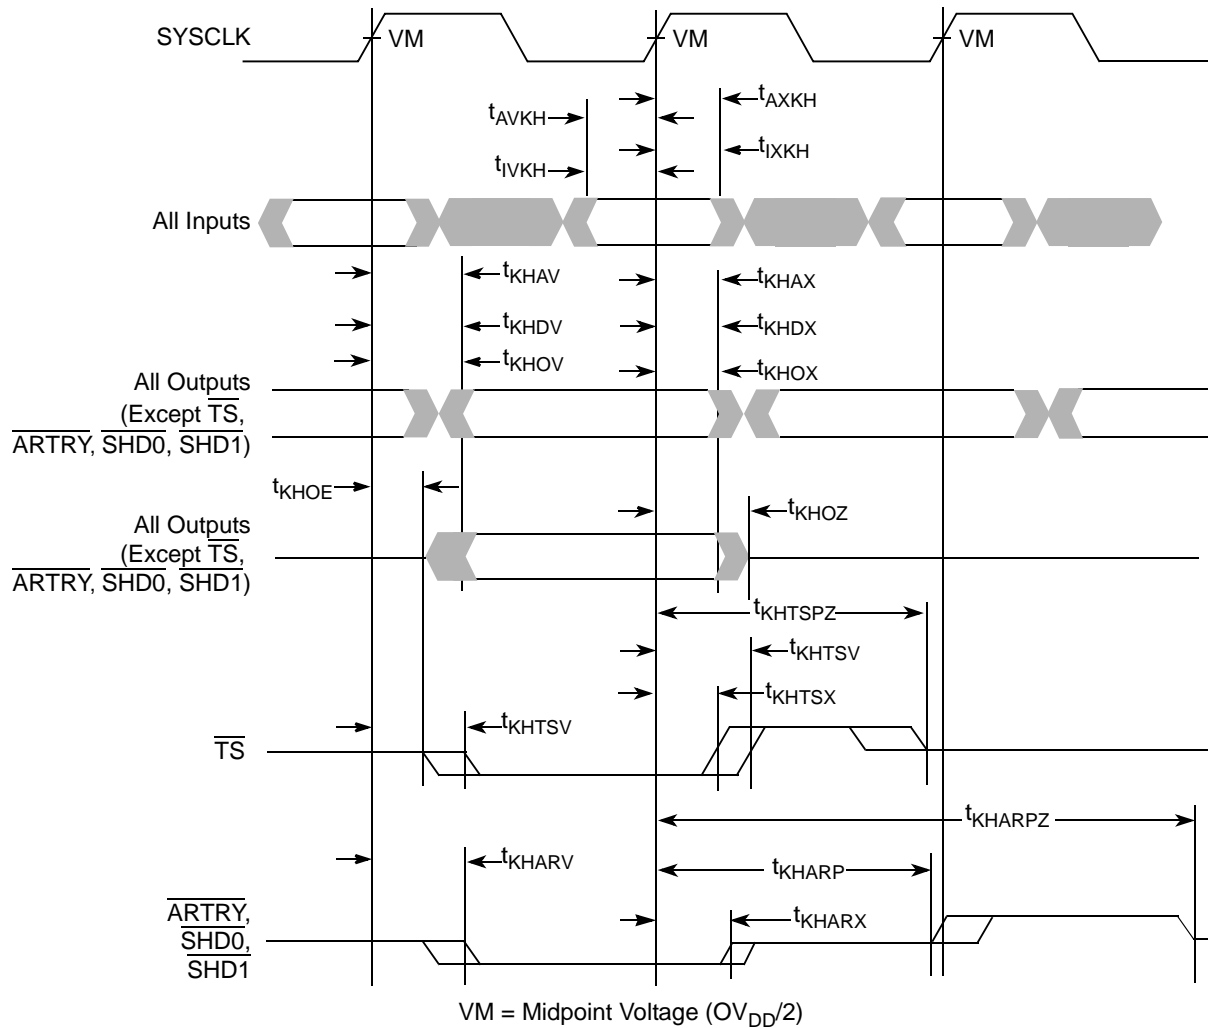 SYSCLK
VM
VM
VM
tAXKH
tAVKH
tIXKH
tIVKH
All Inputs
tKHAV
tKHAX
tKHDV
tKHDX
tKHOV
tKHOX
All Outputs
(Except TS,
ARTRY, SHD0, SHD1)
tKHOE
tKHOZ
All Outputs
(Except TS,
ARTRY, SHD0, SHD1)
tKHTSPZ
tKHTSV
tKHTSX
tKHTSV
TS
tKHARPZ
tKHARV
tKHARP
ARTRY,
SHD0,
SHD1
tKHARX
VM = Midpoint Voltage (OVDD/2)